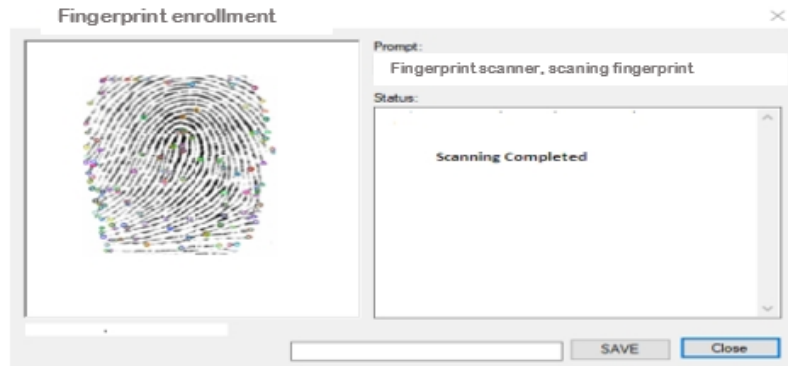 Fingerprint enrollment
Prompt:
Fingerprint scanner, scaning fingerprint
Status:
Scanning Completed
SAVE
Close